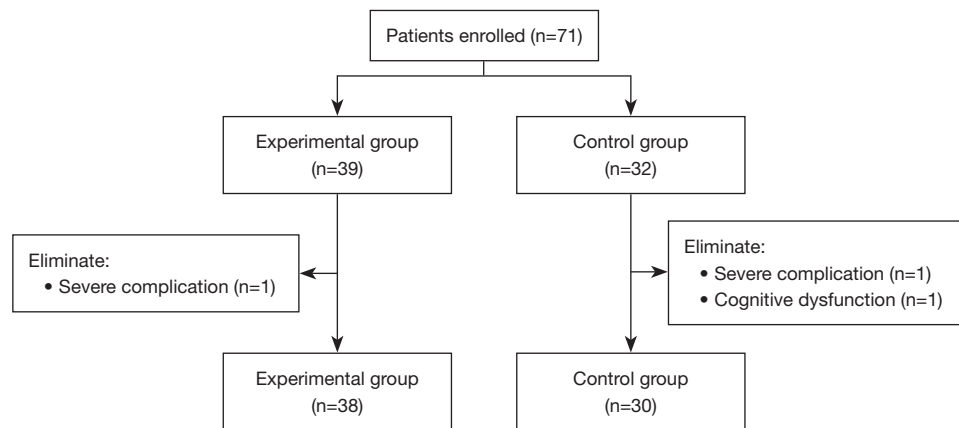 Patients enrolled (n=71)
Experimental group
(n=39)
Control group
(n=32)
Eliminate:
• Severe complication (n=1)
Eliminate:
• Severe complication (n=1)
• Cognitive dysfunction (n=1)
Experimental group
(n=38)
Control group
(n=30)